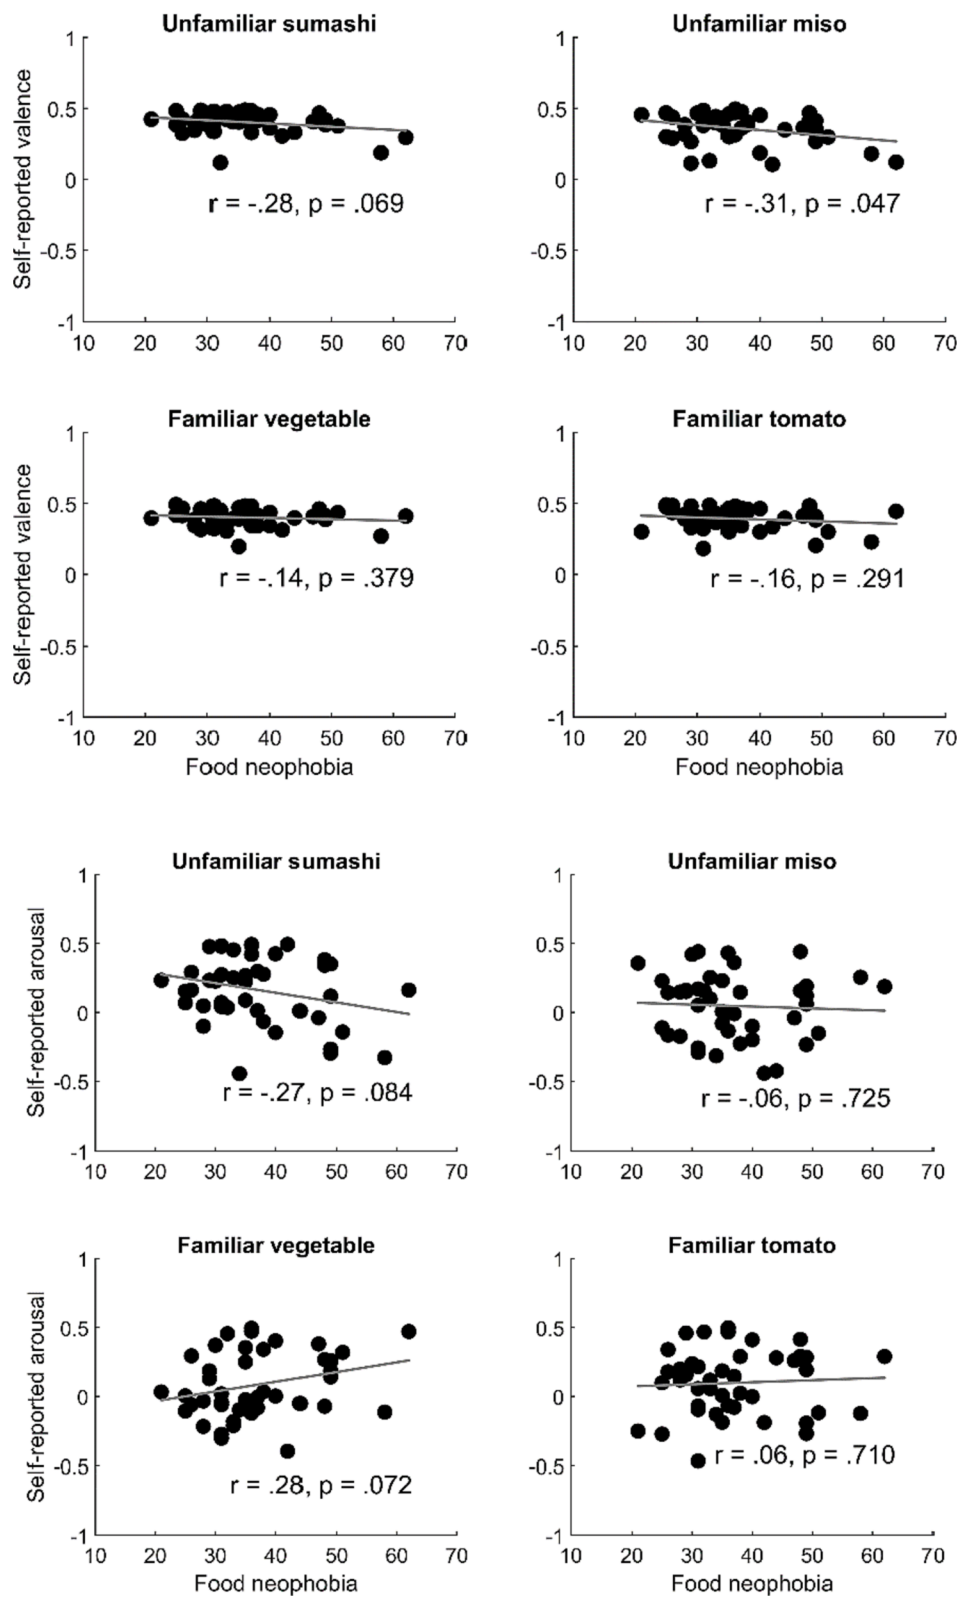 Unfamiliar sumashi
Unfamiliar miso
Self-reported valence
1
0.5
0
-0.5
-1
10 20 30 40 50 60 70
r = -.28, p = .069
1
0.5
0
-0.5
-1
10 20 30 40 50 60 70
r = -.31, p = .047
Familiar vegetable
Familiar tomato
Self-reported valence
1
0.5
0
-0.5
-1
10 20 30 40 50 60 70
Food neophobia
r = -.14, p = .379
1
0.5
0
-0.5
-1
10 20 30 40 50 60 70
Food neophobia
r = -.16, p = .291
Unfamiliar sumashi
Unfamiliar miso
Self-reported arousal
1
0.5
0
-0.5
-1
10 20 30 40 50 60 70
r = -.27, p = .084
1
0.5
0
-0.5
-1
10 20 30 40 50 60 70
r = -.06, p = .725
Familiar vegetable
Familiar tomato
Self-reported arousal
1
0.5
0
-0.5
-1
10 20 30 40 50 60 70
Food neophobia
r = .28, p = .072
1
0.5
0
-0.5
-1
10 20 30 40 50 60 70
Food neophobia
r = .06, p = .710